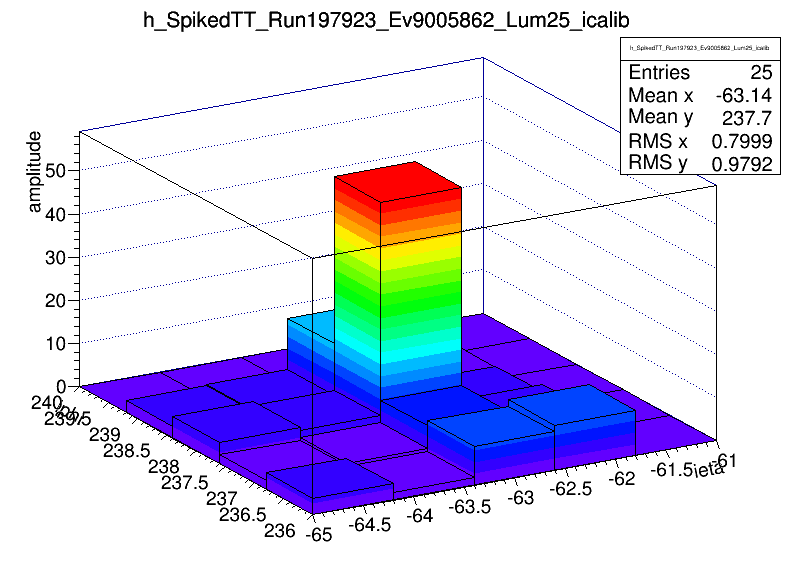 h_SpikedTT_Run197923_Ev9005862_Lum25_icalib
h_SpikedTT_Run197923_Ev9005862_Lum25_icalib
Entries 25
Mean x -63.14
Mean y 237.7
RMS x 0.7999
RMS y 0.9792
amplitude
50
40
30
20
10
0
240
239.5
239
238.5
238
237.5
237
236.5
236
-65
-64.5
-64
-63.5
-63
-62.5
-62
-61.5
-61
ieta